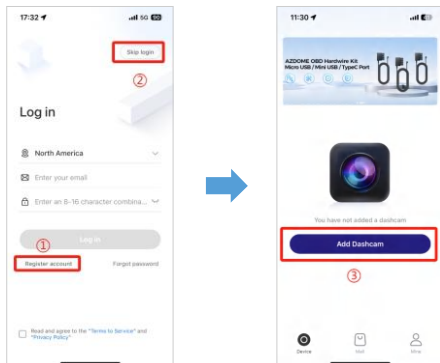 17:32
5G
Skip login
②
Log in
North America
Enter your email
Enter an 8-16 character combina...
Log in
①
Register account
Forgot password
Read and agree to the "Terms to Service" and
"Privacy Policy"
11:30
AZDOME OBD Hardwire Kit
Micro USB / Mini USB / TypeC Port
You have not added a dashcam
Add Dashcam
③
Device
Mall
Mine